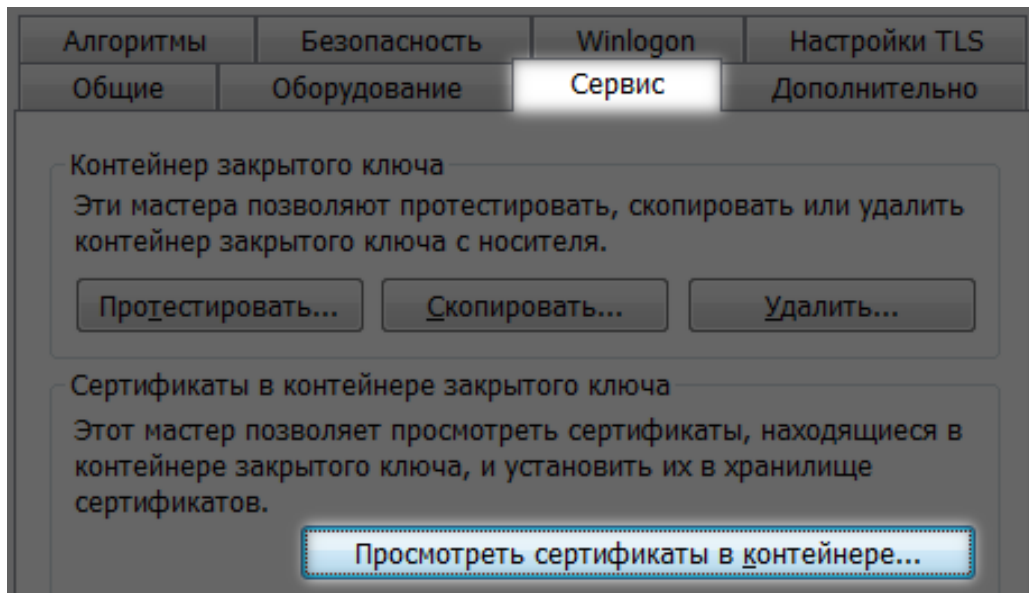 Алгоритмы Безопасность Winlogon Настройки TLS
Общие Оборудование Сервис Дополнительно
Контейнер закрытого ключа
Эти мастера позволяют протестировать, скопировать или удалить
контейнер закрытого ключа с носителя.
Протестировать... Скопировать... Удалить...
Сертификаты в контейнере закрытого ключа
Этот мастер позволяет просмотреть сертификаты, находящиеся в
контейнере закрытого ключа, и установить их в хранилище
сертификатов.
Просмотреть сертификаты в контейнере...